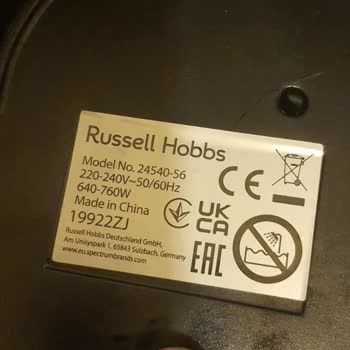 Russell Hobbs
Model No. 24540-56
220-240V~50/60Hz
640-760W
Made in China
19922ZJ
Russell Hobbs Deutschland GmbH,
Am Unisyspark 1, 65843 Sulzbach, Germany
www.eu.spectrumbrands.com
CE
UK
CA
EAC